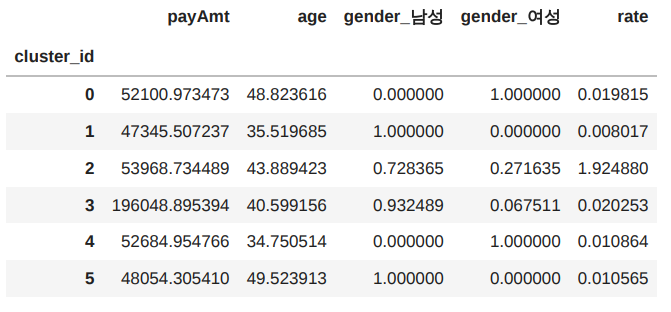 payAmt age gender_남성 gender_여성 rate
cluster_id
0 52100.973473 48.823616 0.000000 1.000000 0.019815
1 47345.507237 35.519685 1.000000 0.000000 0.008017
2 53968.734489 43.889423 0.728365 0.271635 1.924880
3 196048.895394 40.599156 0.932489 0.067511 0.020253
4 52684.954766 34.750514 0.000000 1.000000 0.010864
5 48054.305410 49.523913 1.000000 0.000000 0.010565